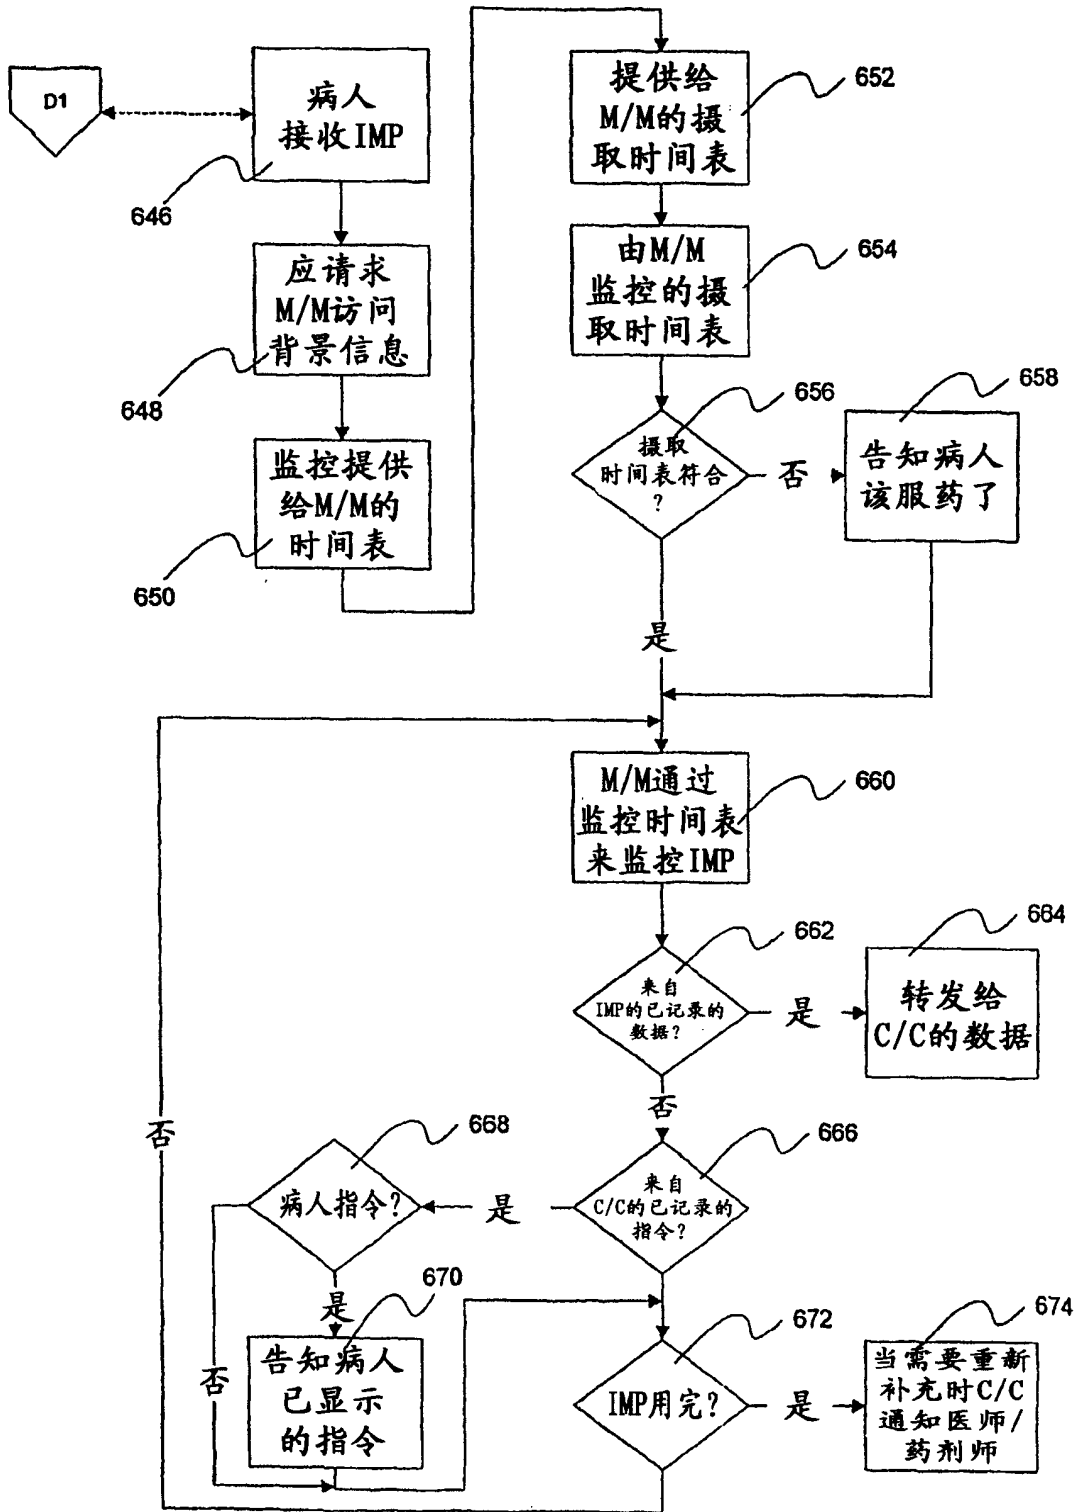 D1
病人
接收IMP
646
应请求
M/M访问
背景信息
648
监控提供
给M/M的
时间表
650
提供给
M/M的摄
取时间表
652
由M/M
监控的摄
取时间表
654
摄取
时间表符合
?
656
否
告知病人
该服药了
658
是
M/M通过
监控时间表
来监控IMP
660
来自
IMP的已记录的
数据?
662
是
转发给
C/C的数据
664
否
来自
C/C的已记录的
指令?
666
是
病人指令?
668
是
否
告知病人
已显示
的指令
670
IMP用完?
672
是
当需要重新
补充时C/C
通知医师/
药剂师
674
否